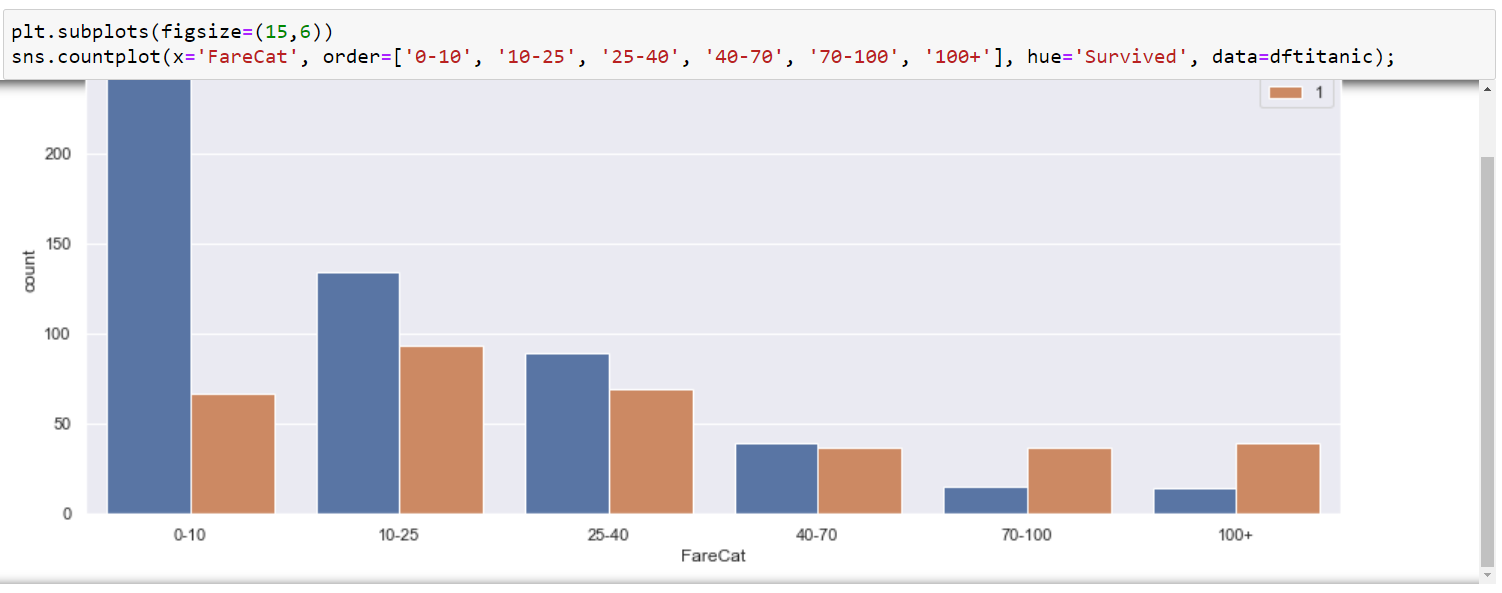 plt.subplots(figsize=(15,6))
sns.countplot(x='FareCat', order=['0-10', '10-25', '25-40', '40-70', '70-100', '100+'], hue='Survived', data=dftitanic);
1
200
150
100
50
0
count
0-10 10-25 25-40 40-70 70-100 100+
FareCat